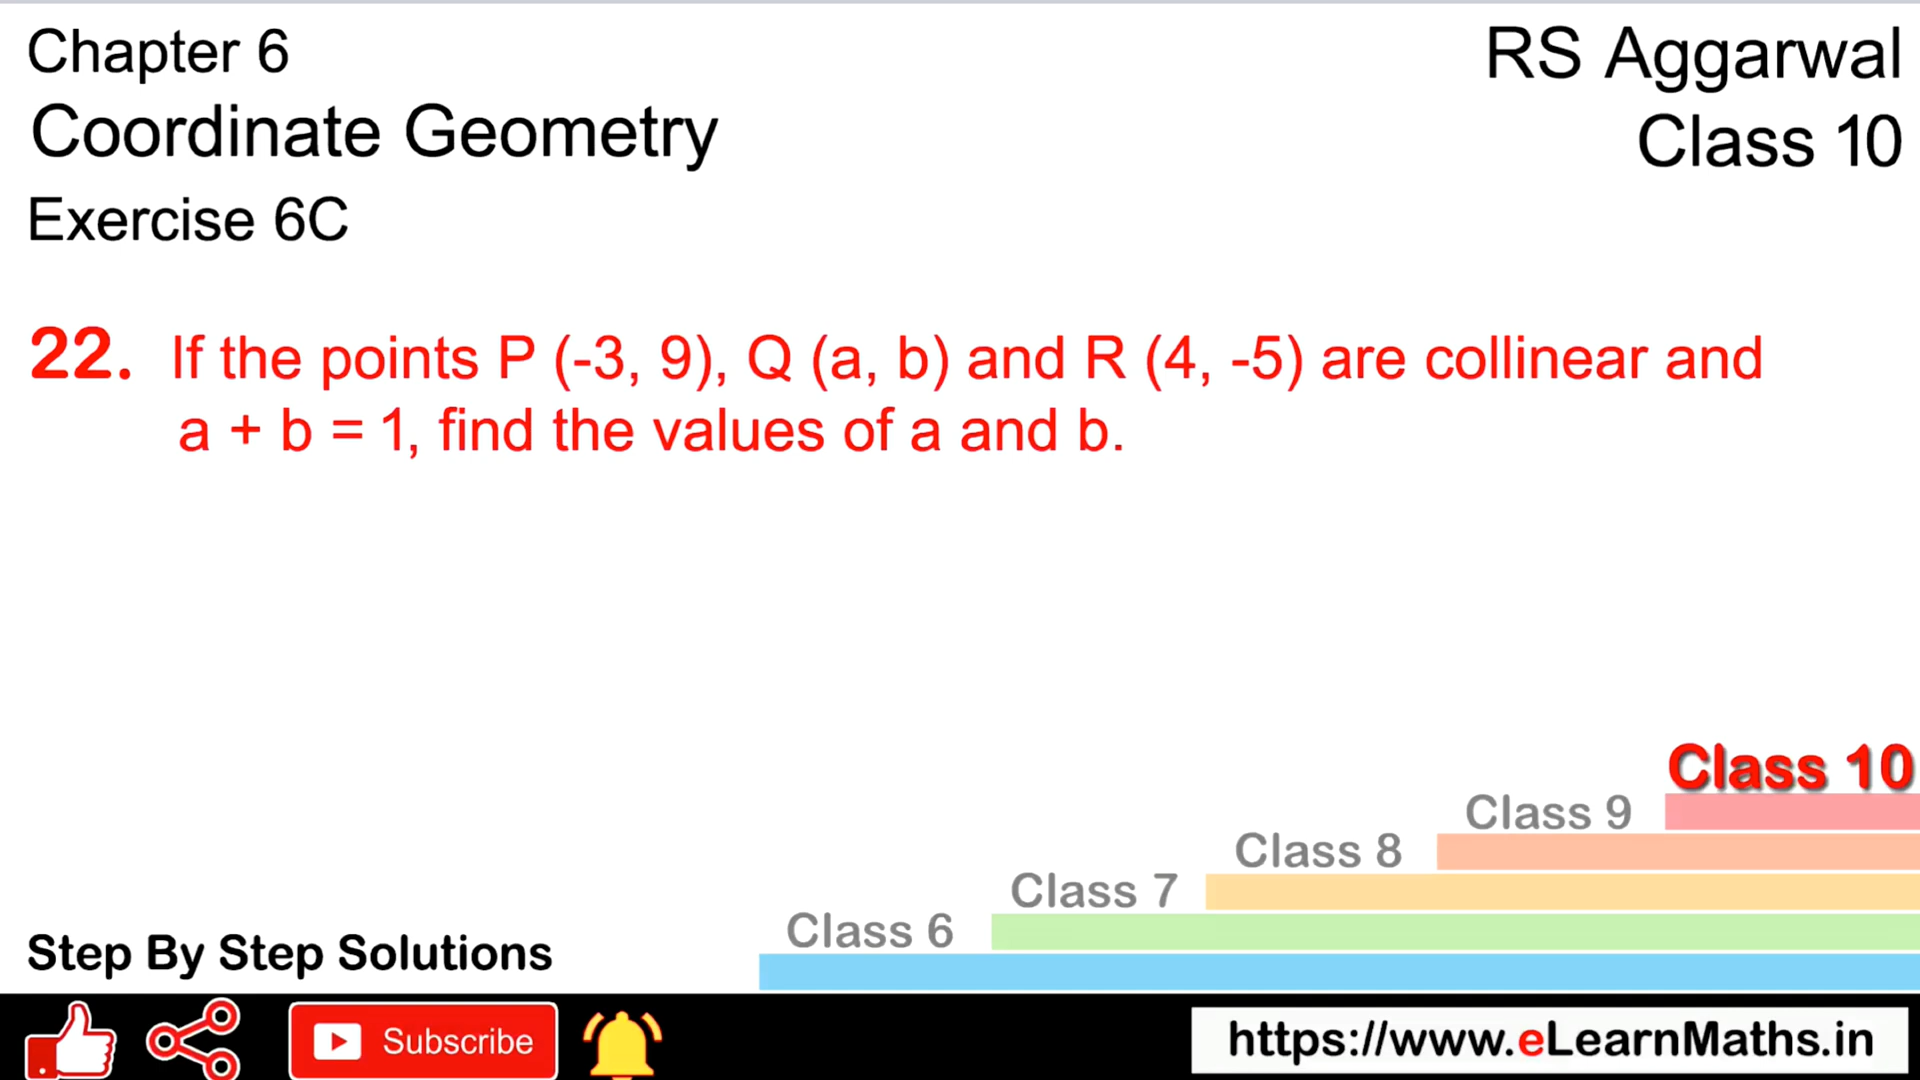 Chapter 6
Coordinate Geometry
Exercise 6C
RS Aggarwal
Class 10
22. If the points P (-3, 9), Q (a, b) and R (4, -5) are collinear and
a + b = 1, find the values of a and b.
Class 10
Class 9
Class 8
Class 7
Class 6
Step By Step Solutions
Subscribe
https://www.eLearnMaths.in